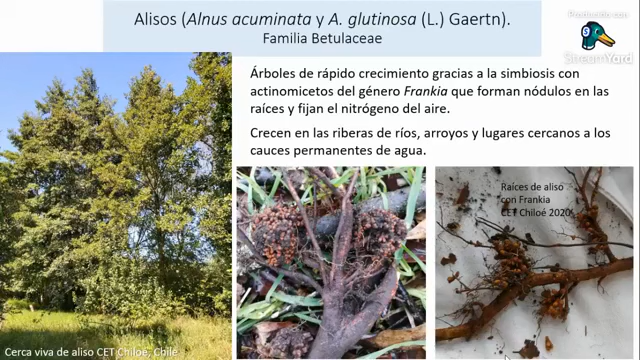 Alisos (Alnus acuminata y A. glutinosa (L.) Gaertn).
Familia Betulaceae
Producido con
StreamYard
Árboles de rápido crecimiento gracias a la simbiosis con
actinomicetos del género Frankia que forman nódulos en las
raíces y fijan el nitrógeno del aire.
Crecen en las riberas de ríos, arroyos y lugares cercanos a los
cauces permanentes de agua.
Raíces de aliso
con Frankia
CET Chiloé 2020
Cerca viva de aliso CET Chiloé, Chile